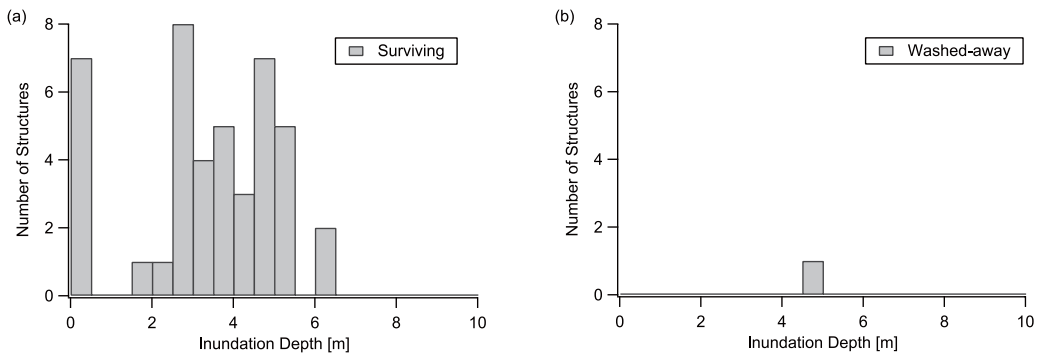 (a)
8
6
4
2
0
Number of Structures
Surviving
0 2 4 6 8 10
Inundation Depth [m]
(b)
8
6
4
2
0
Number of Structures
Washed-away
0 2 4 6 8 10
Inundation Depth [m]